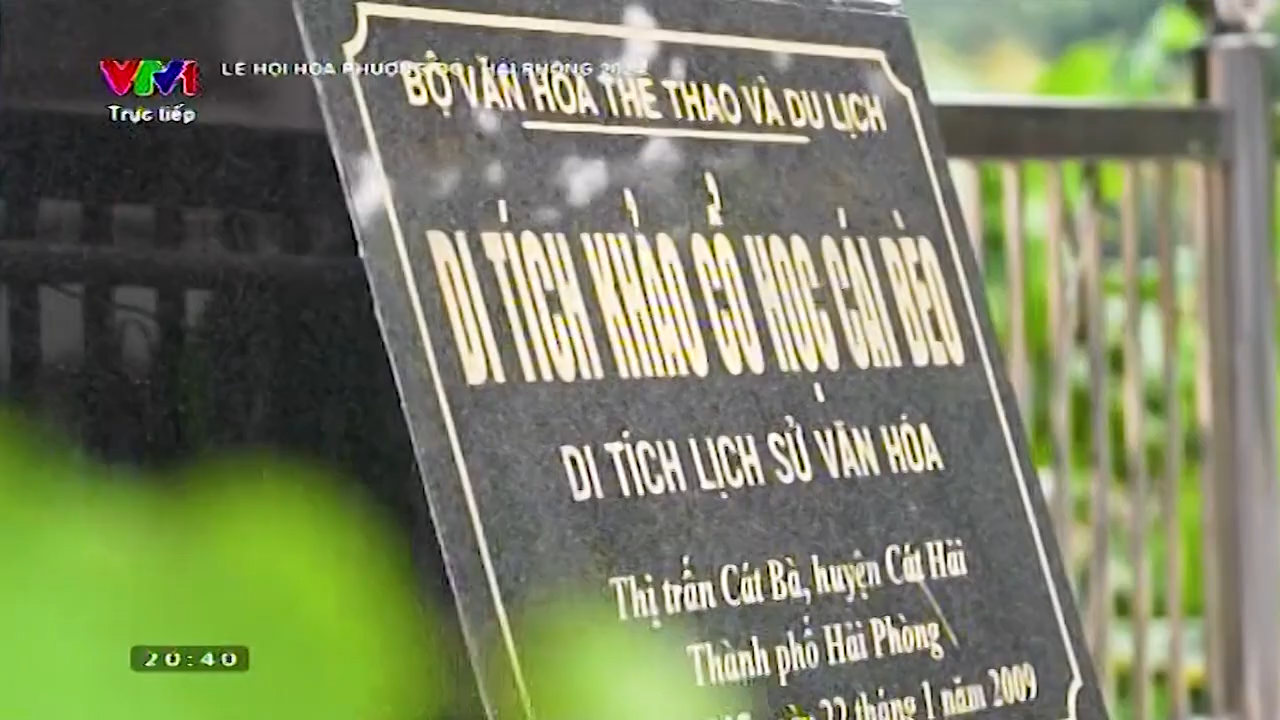 VTV1
Trực tiếp
LỄ HỘI HOA PHƯỢNG HẢI PHÒNG
BỘ VĂN HÓA THỂ THAO VÀ DU LỊCH
DI TÍCH KHẢO CỔ HỌC CÁI BÈO
DI TÍCH LỊCH SỬ VĂN HÓA
Thị trấn Cát Bà, huyện Cát Hải
Thành phố Hải Phòng
22 tháng 1 năm 2009
20:40